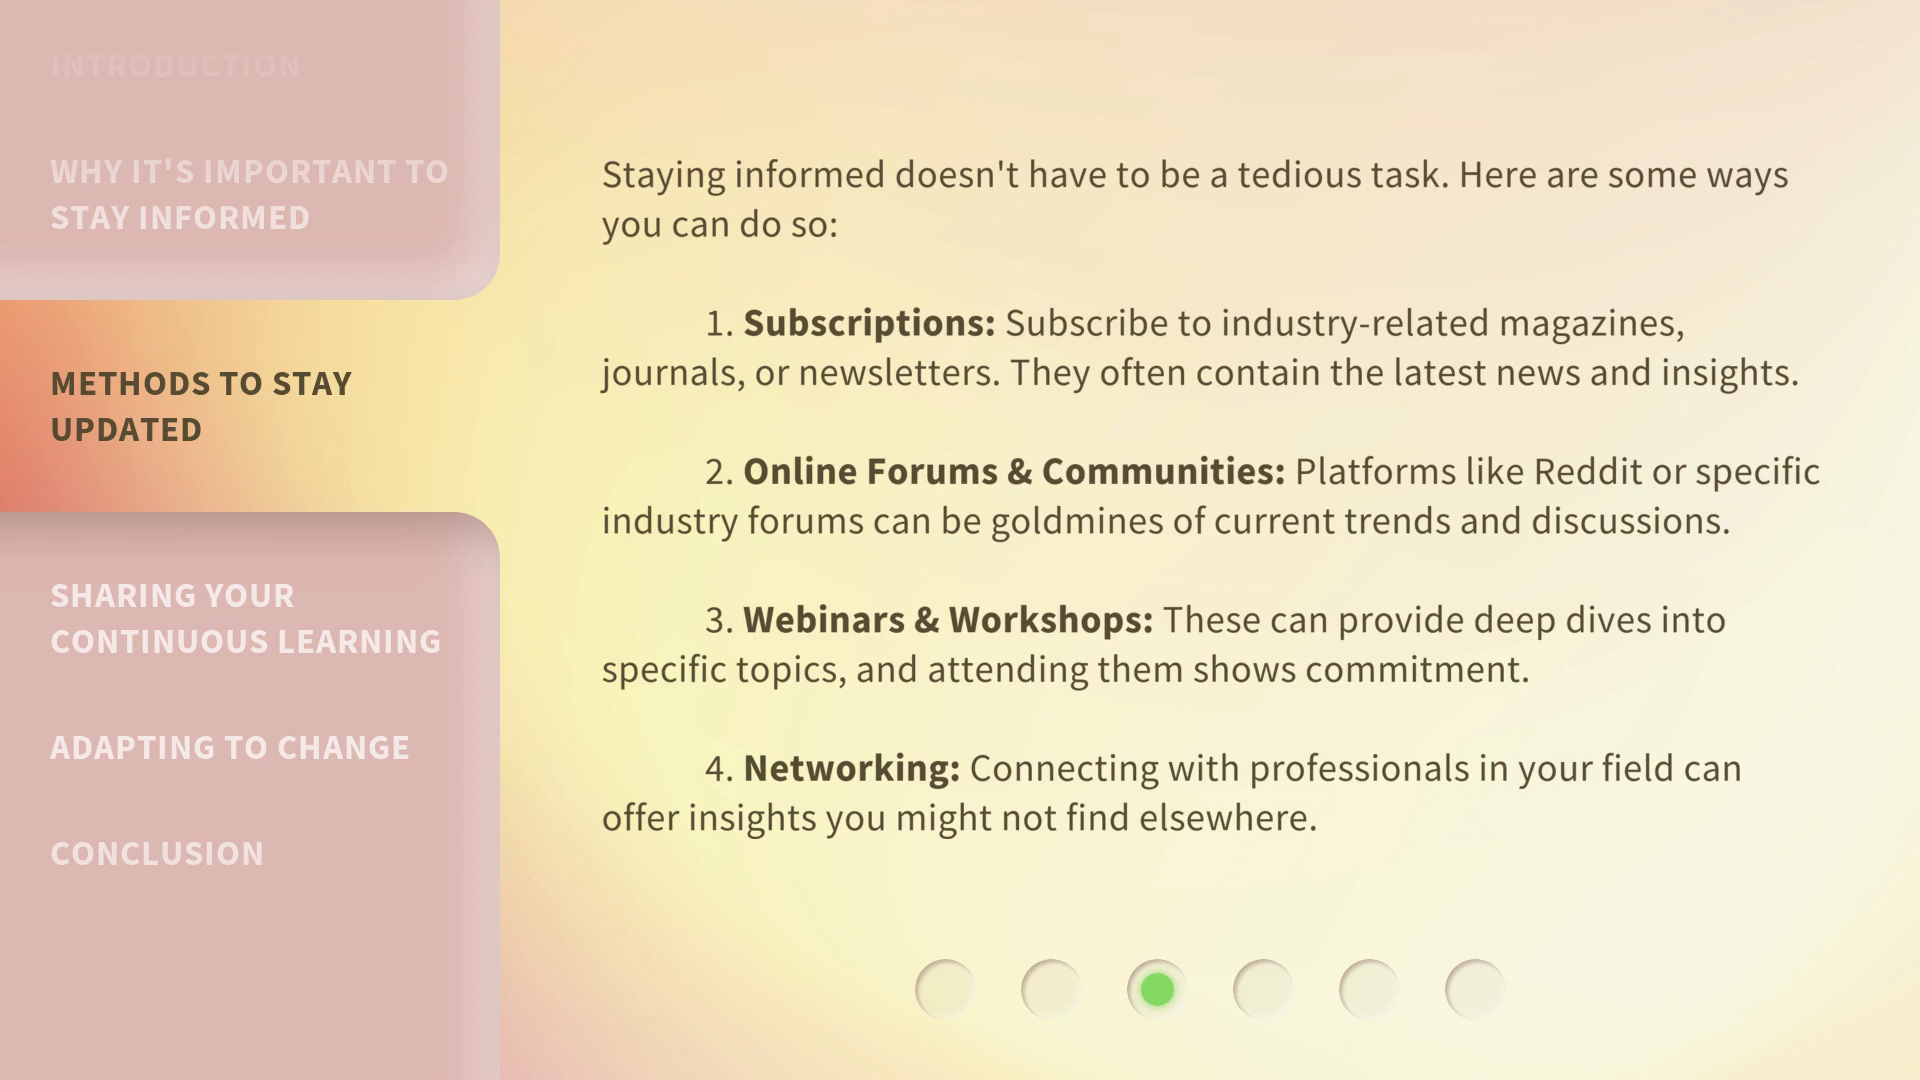 INTRODUCTION
WHY IT'S IMPORTANT TO
STAY INFORMED
METHODS TO STAY
UPDATED
SHARING YOUR
CONTINUOUS LEARNING
ADAPTING TO CHANGE
CONCLUSION
Staying informed doesn't have to be a tedious task. Here are some ways
you can do so:
1. Subscriptions: Subscribe to industry-related magazines,
journals, or newsletters. They often contain the latest news and insights.
2. Online Forums & Communities: Platforms like Reddit or specific
industry forums can be goldmines of current trends and discussions.
3. Webinars & Workshops: These can provide deep dives into
specific topics, and attending them shows commitment.
4. Networking: Connecting with professionals in your field can
offer insights you might not find elsewhere.